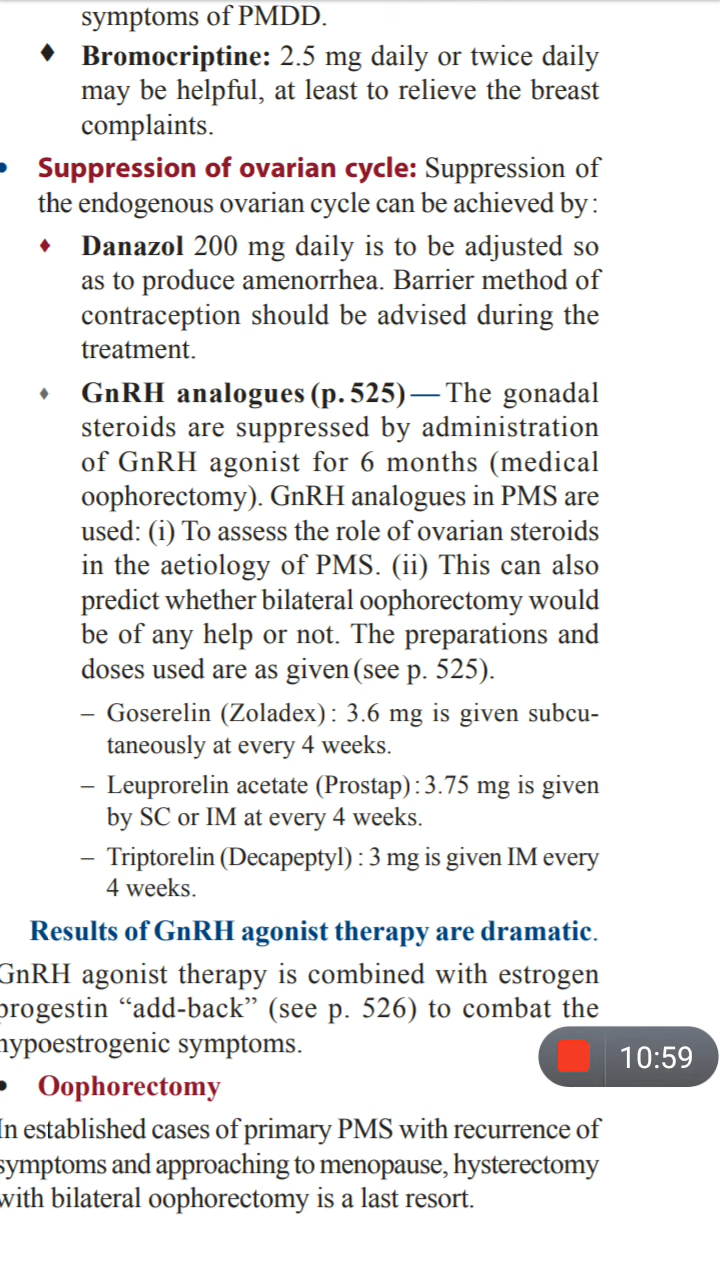 symptoms of PMDD.
♦ Bromocriptine: 2.5 mg daily or twice daily
may be helpful, at least to relieve the breast
complaints.
• Suppression of ovarian cycle: Suppression of
the endogenous ovarian cycle can be achieved by:
♦ Danazol 200 mg daily is to be adjusted so
as to produce amenorrhea. Barrier method of
contraception should be advised during the
treatment.
♦ GnRH analogues (p. 525)—The gonadal
steroids are suppressed by administration
of GnRH agonist for 6 months (medical
oophorectomy). GnRH analogues in PMS are
used: (i) To assess the role of ovarian steroids
in the aetiology of PMS. (ii) This can also
predict whether bilateral oophorectomy would
be of any help or not. The preparations and
doses used are as given (see p. 525).
– Goserelin (Zoladex): 3.6 mg is given subcu-
taneously at every 4 weeks.
– Leuprorelin acetate (Prostap): 3.75 mg is given
by SC or IM at every 4 weeks.
– Triptorelin (Decapeptyl): 3 mg is given IM every
4 weeks.
Results of GnRH agonist therapy are dramatic.
GnRH agonist therapy is combined with estrogen
progestin “add-back” (see p. 526) to combat the
hypoestrogenic symptoms.
10:59
• Oophorectomy
In established cases of primary PMS with recurrence of
symptoms and approaching to menopause, hysterectomy
with bilateral oophorectomy is a last resort.